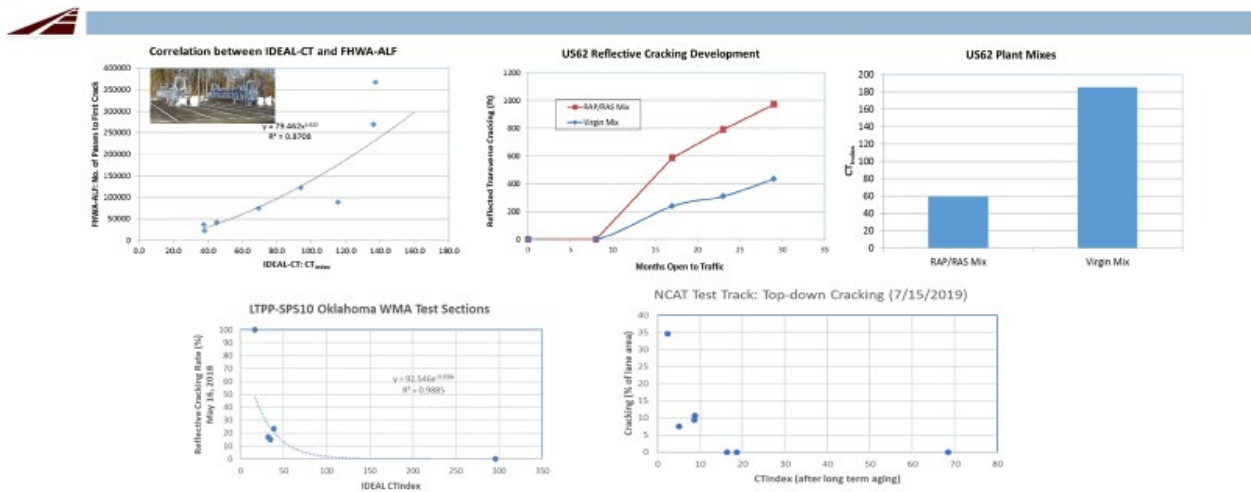 Correlation between IDEAL-CT and FHWA-ALF
FHWA-ALF: No. of Passes to First Crack
400000
350000
300000
250000
200000
150000
100000
50000
0
R² = 0.8708
0.0 20.0 40.0 60.0 80.0 100.0 120.0 140.0 160.0 180.0
IDEAL-CT: CTIndex
US62 Reflective Cracking Development
Reflected Transverse Cracking (ft)
1200
1000
800
600
400
200
0
RAP/RAS Mix
Virgin Mix
0 5 10 15 20 25 30 35
Months Open to Traffic
US62 Plant Mixes
CTIndex
200
180
160
140
120
100
80
60
40
20
0
RAP/RAS Mix Virgin Mix
LTPP-SPS10 Oklahoma WMA Test Sections
Reflective Cracking Rate (%)
May 16, 2018
100
90
80
70
60
50
40
30
20
10
0
R² = 0.9885
0 50 100 150 200 250 300 350
IDEAL CTIndex
NCAT Test Track: Top-down Cracking (7/15/2019)
Cracking (% of lane area)
40
35
30
25
20
15
10
5
0
0 10 20 30 40 50 60 70 80
CTIndex (after long term aging)